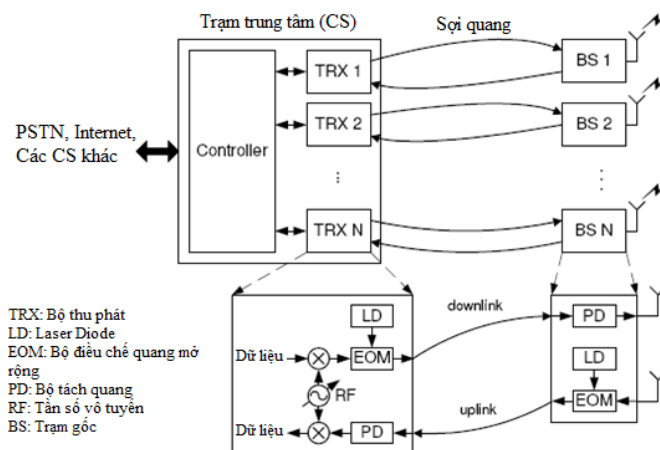 Trạm trung tâm (CS)
Sợi quang
TRX 1
BS 1
TRX 2
BS 2
PSTN, Internet,
Các CS khác
Controller
TRX N
BS N
TRX: Bộ thu phát
LD: Laser Diode
EOM: Bộ điều chế quang mở
rộng
PD: Bộ tách quang
RF: Tần số vô tuyến
BS: Trạm gốc
LD
Dữ liệu
EOM
RF
Dữ liệu
PD
downlink
uplink
PD
LD
EOM